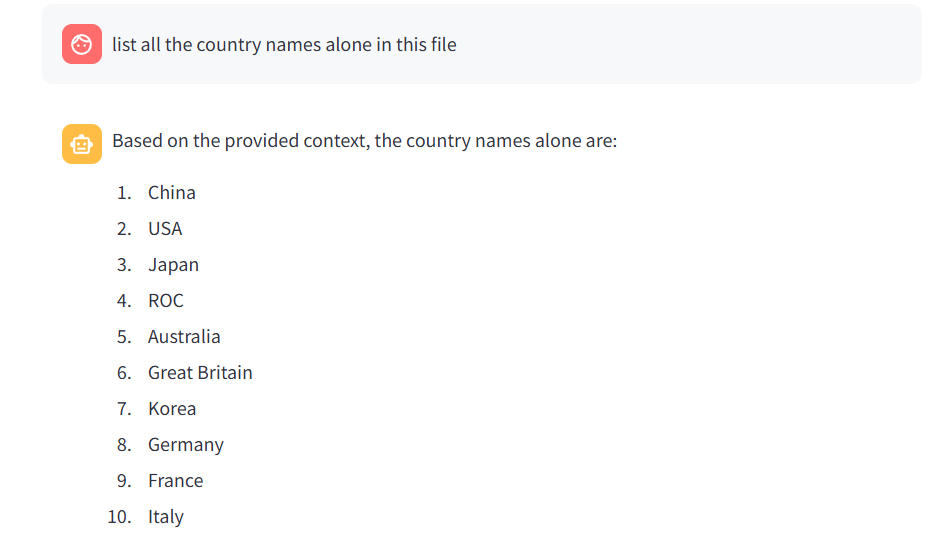 list all the country names alone in this file
Based on the provided context, the country names alone are:
1. China
2. USA
3. Japan
4. ROC
5. Australia
6. Great Britain
7. Korea
8. Germany
9. France
10. Italy